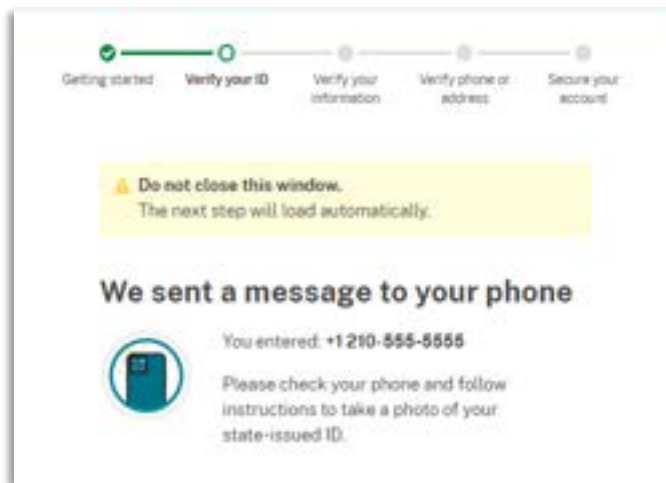 Getting started
Verify your ID
Verify your
information
Verify phone or
address
Secure your
account
Do not close this window.
The next step will load automatically.
We sent a message to your phone
You entered: +1 210-555-5555
Please check your phone and follow
instructions to take a photo of your
state-issued ID.